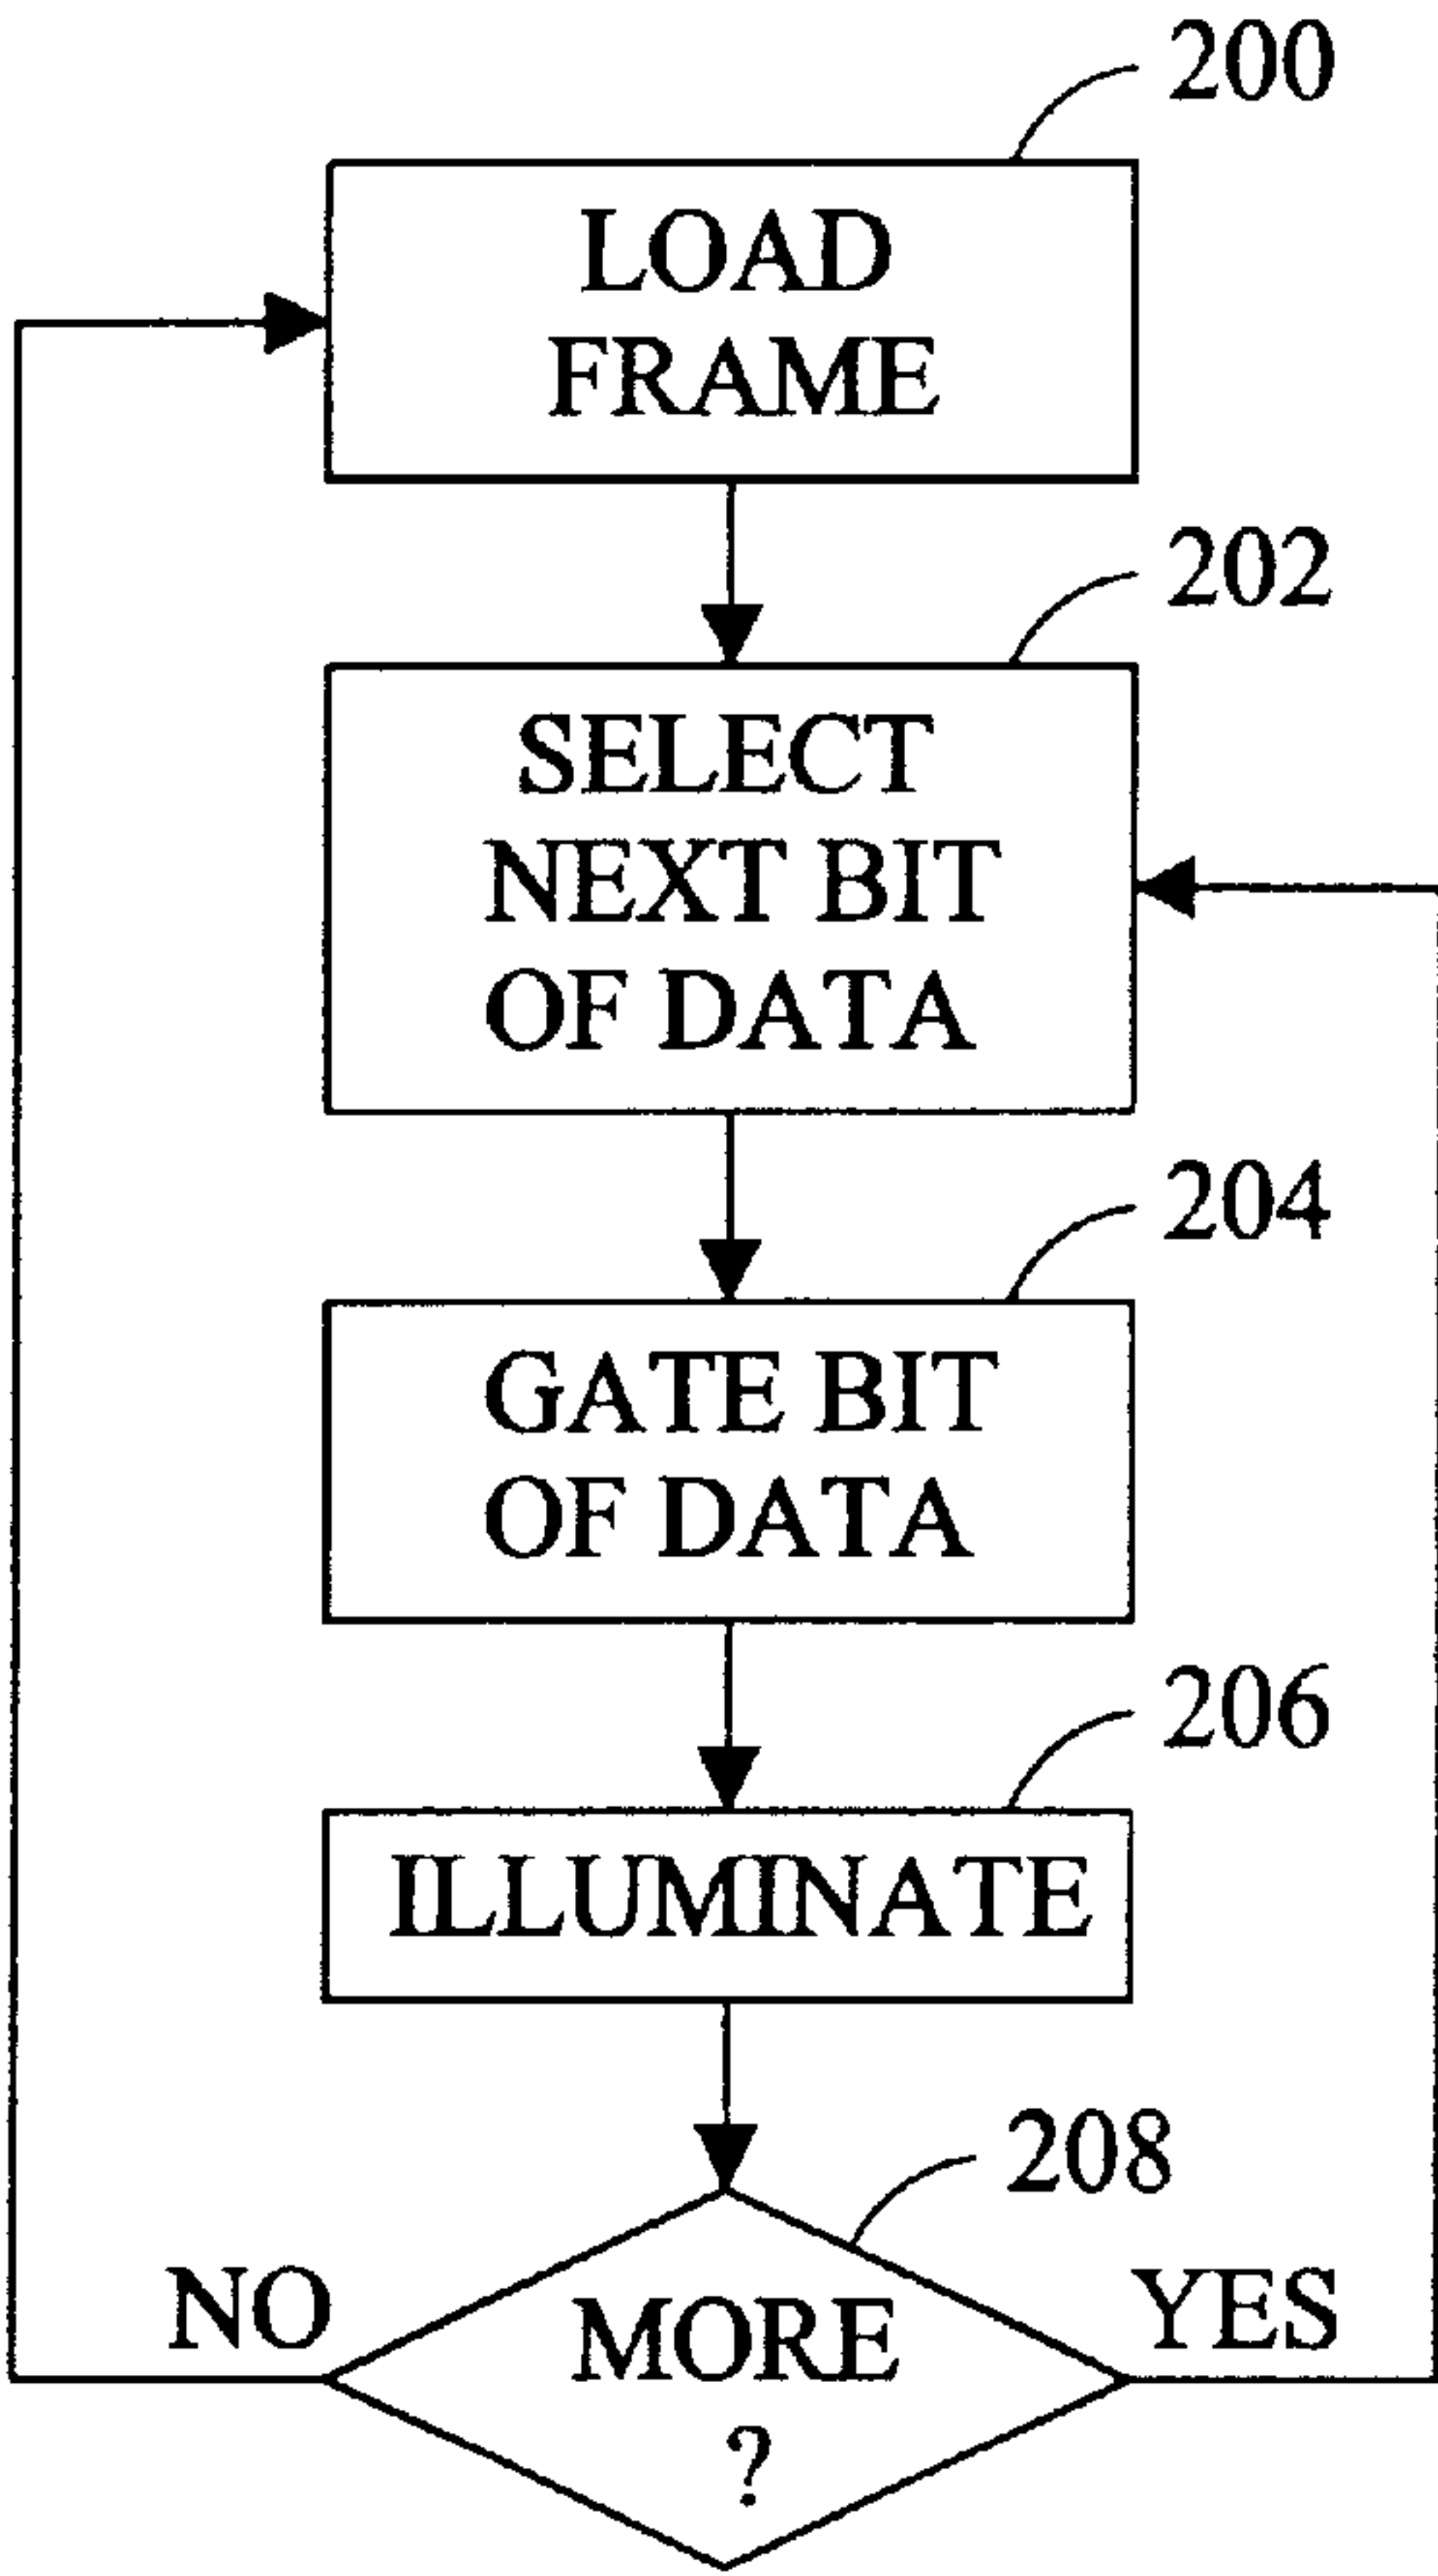 200
LOAD
FRAME
202
SELECT
NEXT BIT
OF DATA
204
GATE BIT
OF DATA
206
ILLUMINATE
208
NO
MORE
?
YES